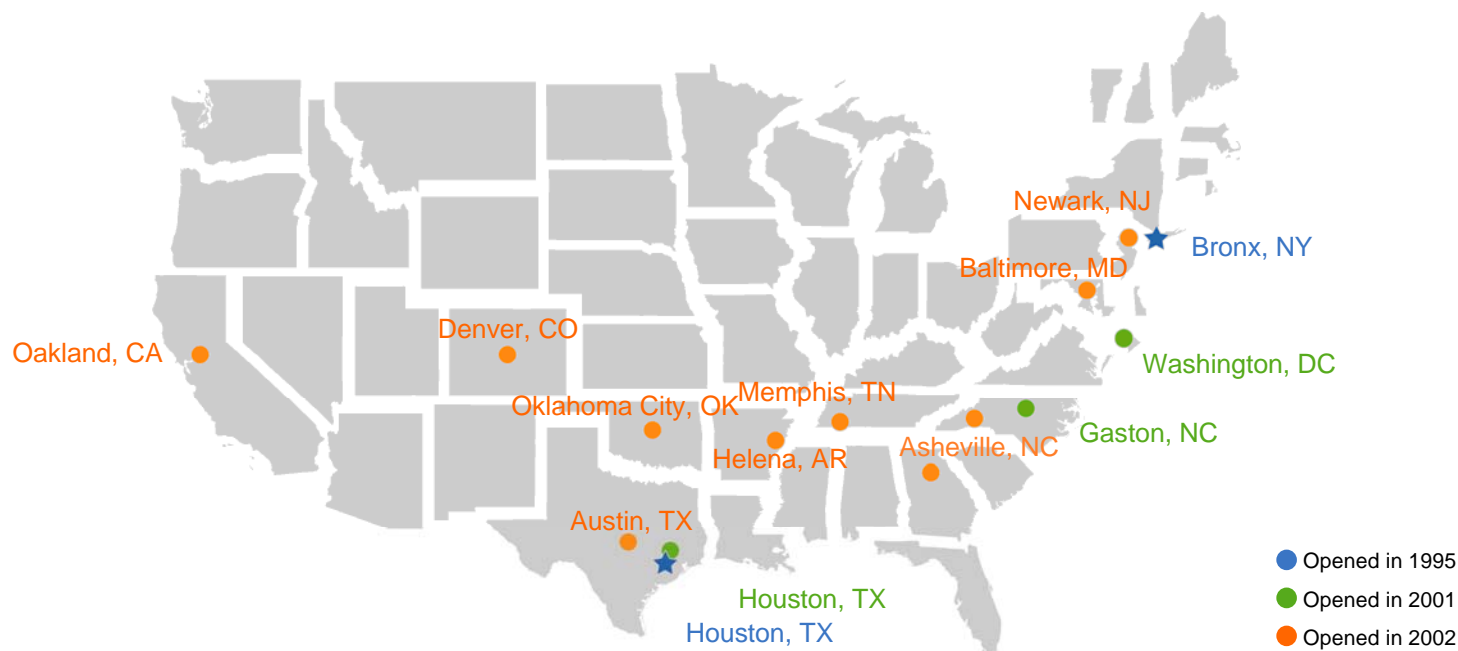 Newark, NJ
Bronx, NY
Baltimore, MD
Denver, CO
Oakland, CA
Washington, DC
Memphis, TN
Oklahoma City, OK
Gaston, NC
Asheville, NC
Helena, AR
Austin, TX
Houston, TX
Houston, TX
Opened in 1995
Opened in 2001
Opened in 2002